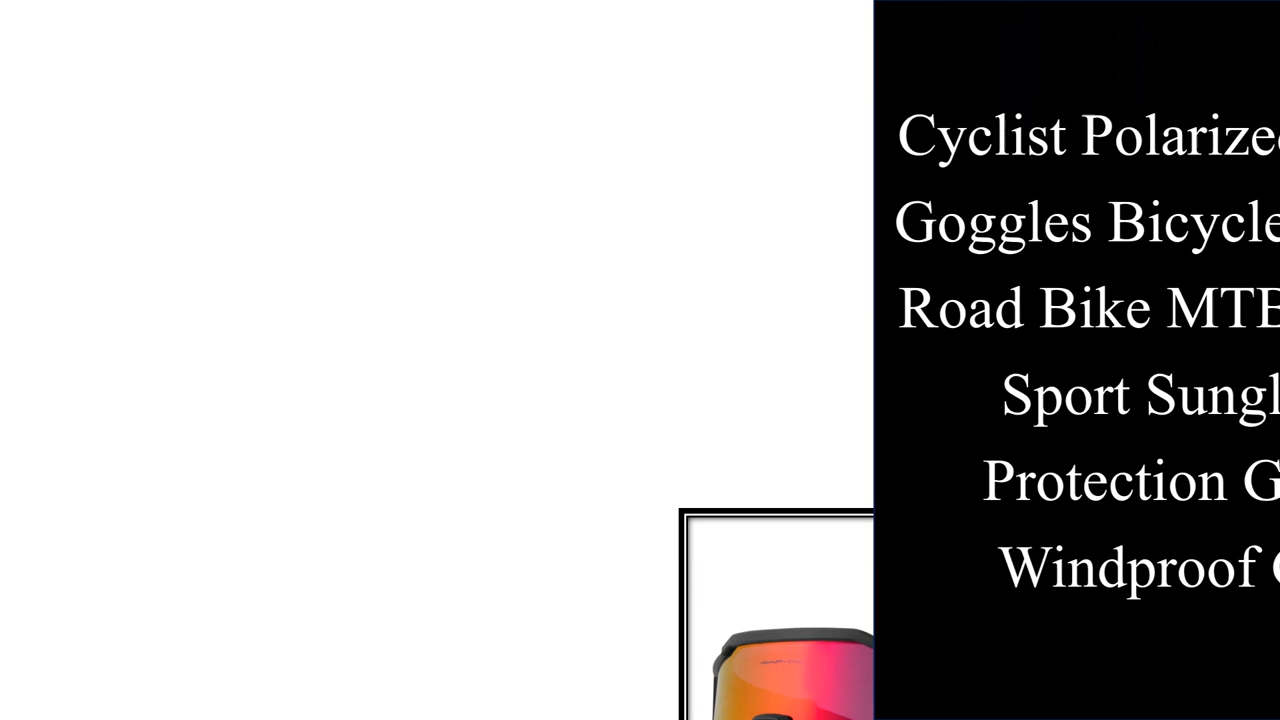 Cyclist Polarized
Goggles Bicycle
Road Bike MTB
Sport Sungl
Protection G
Windproof